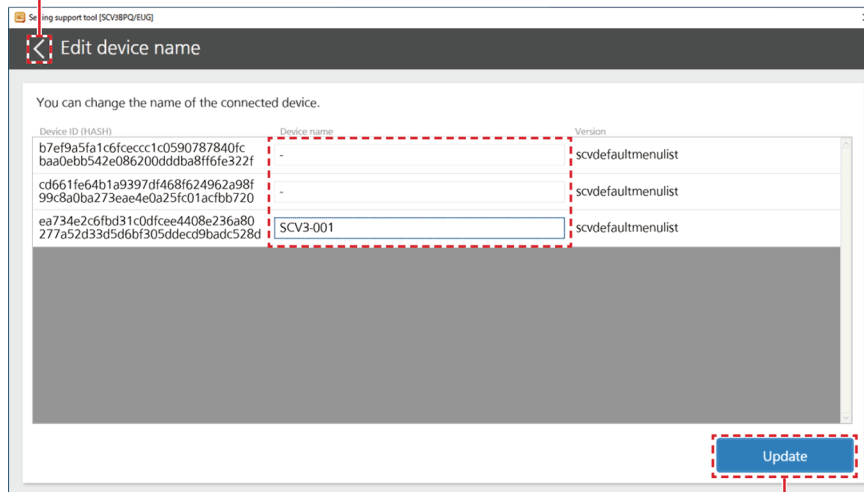 Setting support tool [SCV3BPQ/EUG]
Edit device name
You can change the name of the connected device.
Device ID (HASH) Device name Version
b7ef9a5fa1c6fceccc1c0590787840fc
baa0ebb542e086200dddba8ff6fe322f
- scvdefaultmenulist
cd661fe64b1a9397df468f624962a98f
99c8a0ba273eae4e0a25fc01acfbb720
- scvdefaultmenulist
ea734e2c6fbd31c0dfcee4408e236a80
277a52d33d5d6bf305ddecd9badc528d
SCV3-001 scvdefaultmenulist
Update